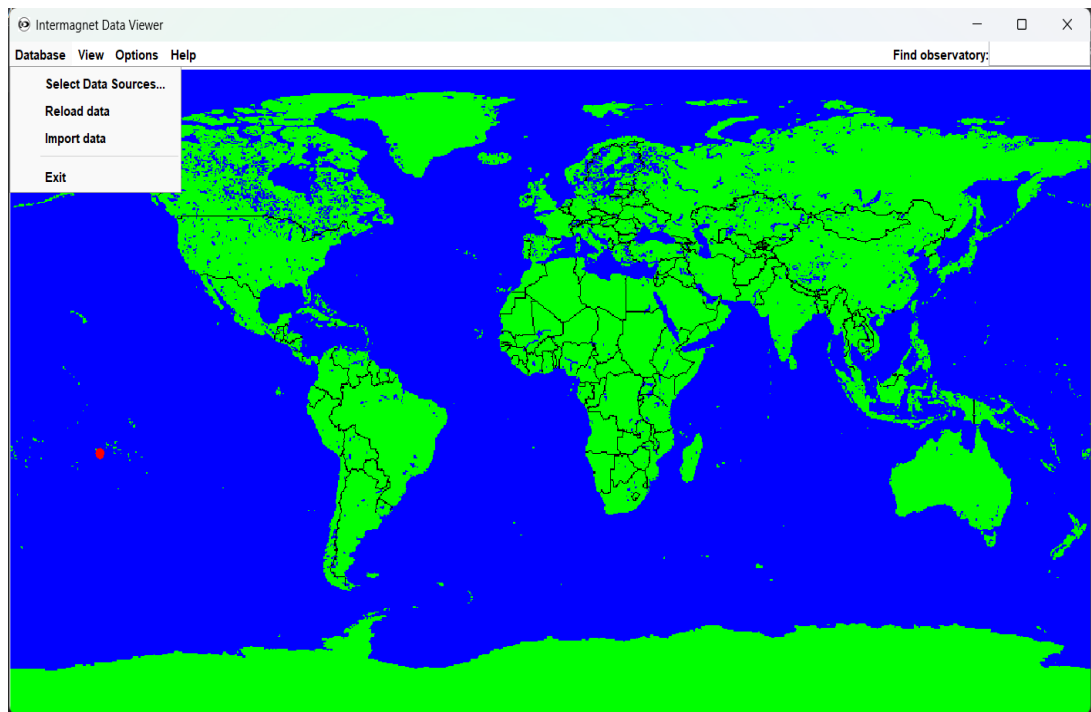 Intermagnet Data Viewer
Database View Options Help Find observatory:
Select Data Sources...
Reload data
Import data
Exit